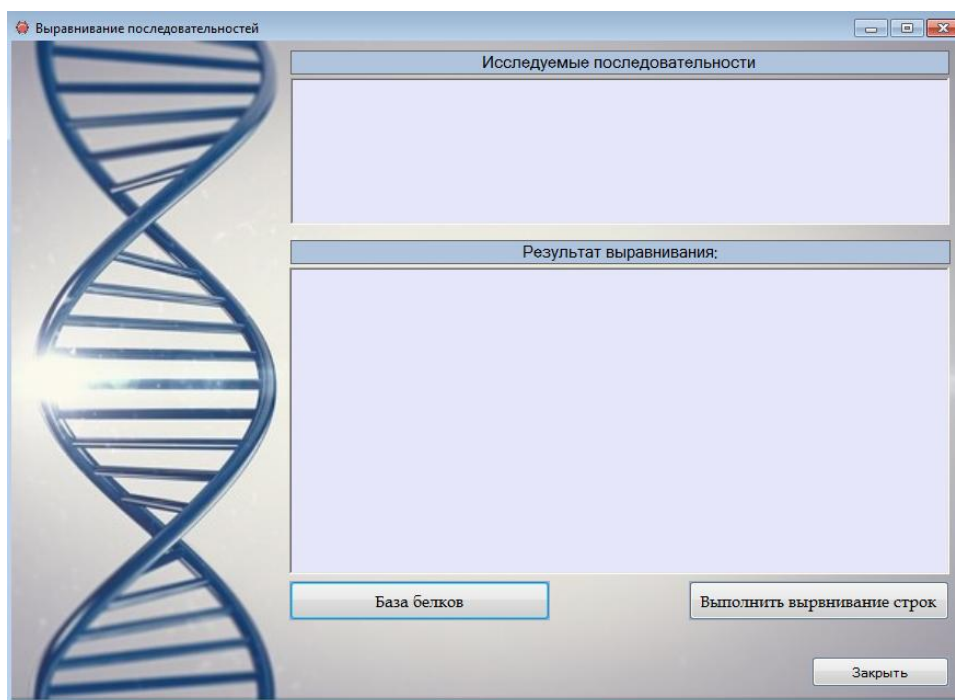 Выравнивание последовательностей
Исследуемые последовательности
Результат выравнивания:
База белков
Выполнить вырвнивание строк
Закрыть